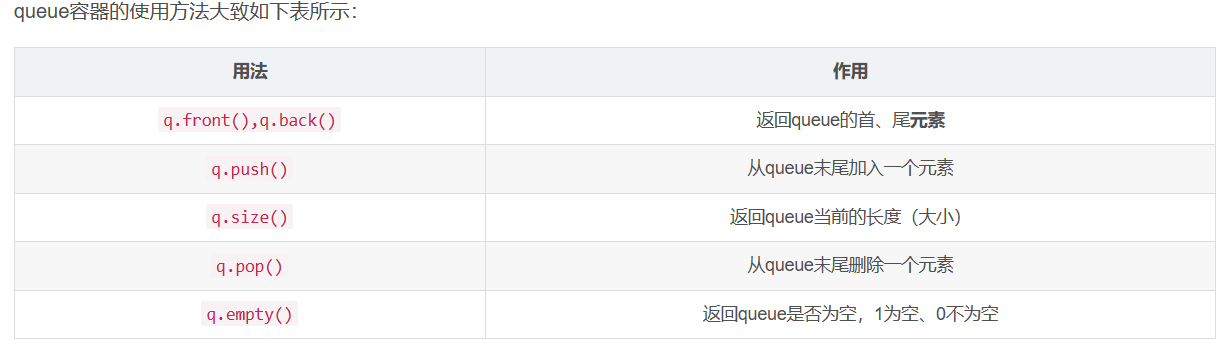 queue容器的使用方法大致如下表所示：
用法 作用
q.front(),q.back() 返回queue的首、尾元素
q.push() 从queue末尾加入一个元素
q.size() 返回queue当前的长度（大小）
q.pop() 从queue末尾删除一个元素
q.empty() 返回queue是否为空，1为空、0不为空